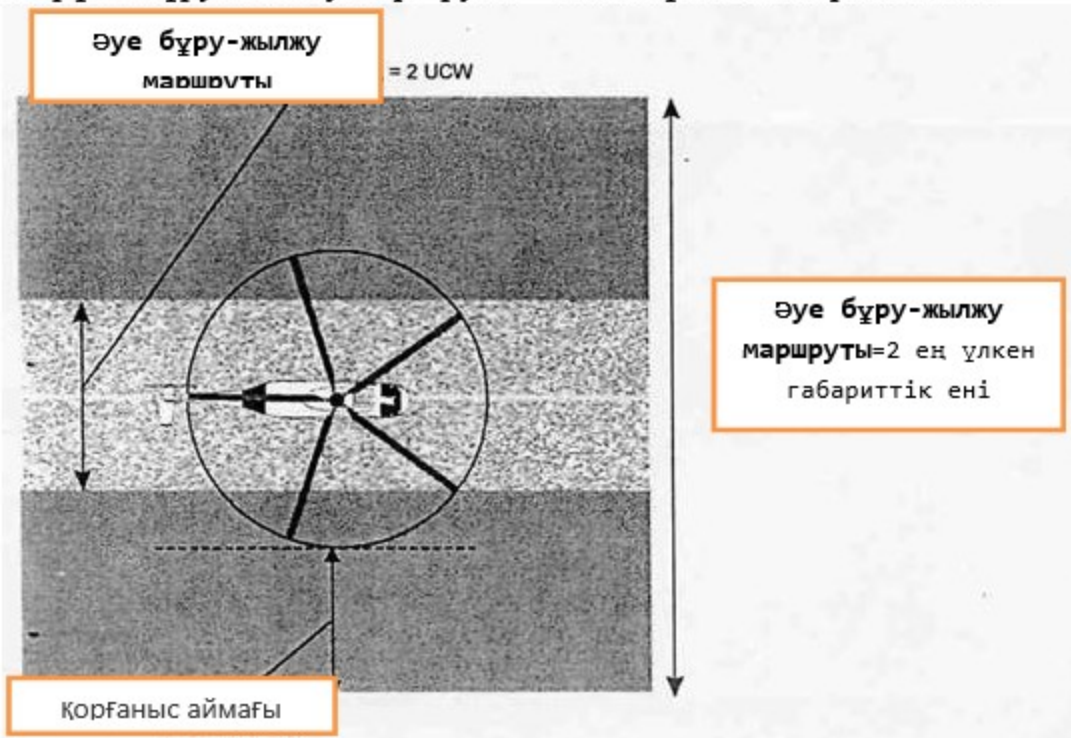 Әуе бұру-жылжу
маршруты
= 2 UCW
Әуе бұру-жылжу
маршруты=2 ең үлкен
габариттік ені
Қорғаныс аймағы